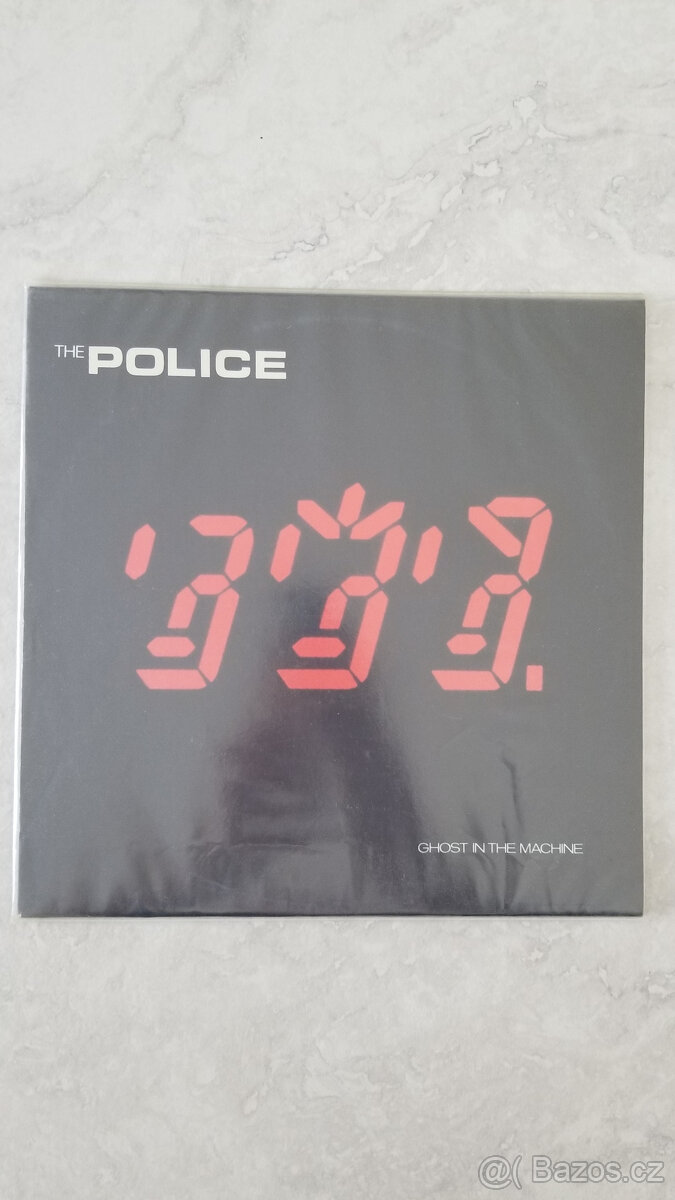 THE POLICE
GHOST IN THE MACHINE
@( Bazos.cz